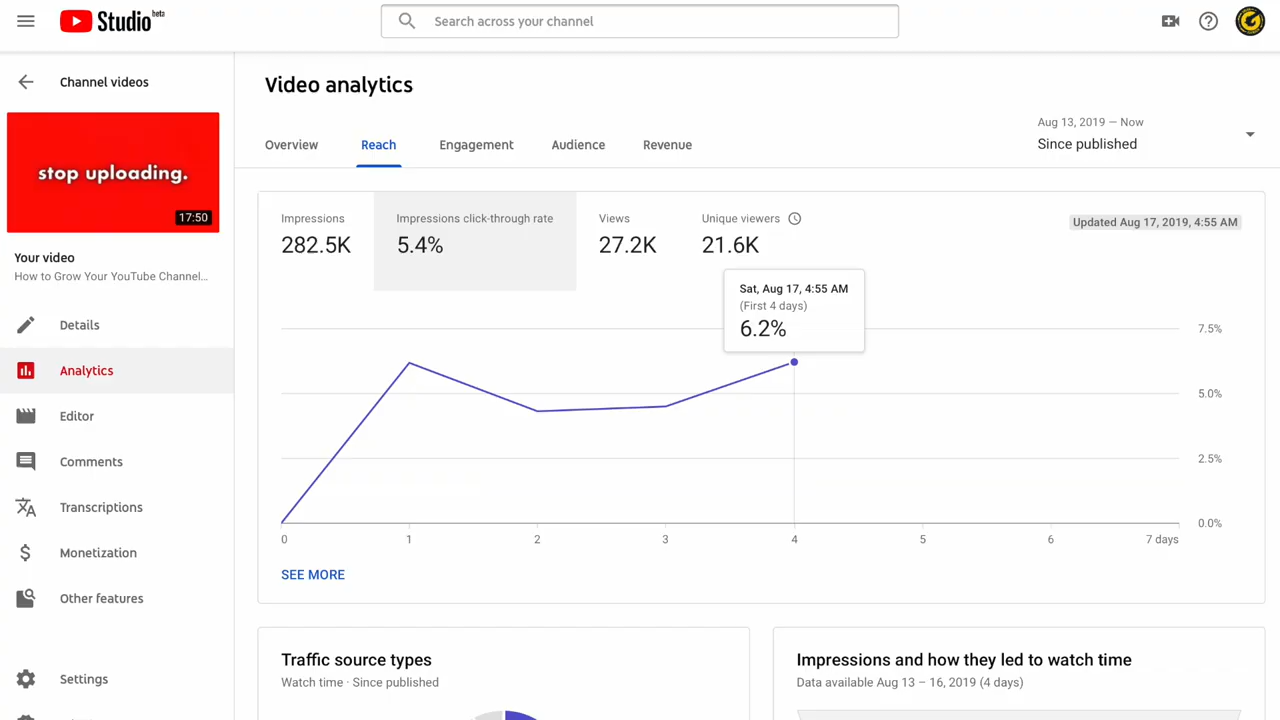 Studio beta
Search across your channel
Channel videos
stop uploading.
17:50
Your video
How to Grow Your YouTube Channel...
Details
Analytics
Editor
Comments
Transcriptions
Monetization
Other features
Settings
Video analytics
Overview
Reach
Engagement
Audience
Revenue
Aug 13, 2019 — Now
Since published
Impressions
282.5K
Impressions click-through rate
5.4%
Views
27.2K
Unique viewers
21.6K
Updated Aug 17, 2019, 4:55 AM
Sat, Aug 17, 4:55 AM
(First 4 days)
6.2%
7.5%
5.0%
2.5%
0.0%
0 1 2 3 4 5 6 7 days
SEE MORE
Traffic source types
Watch time · Since published
Impressions and how they led to watch time
Data available Aug 13 – 16, 2019 (4 days)